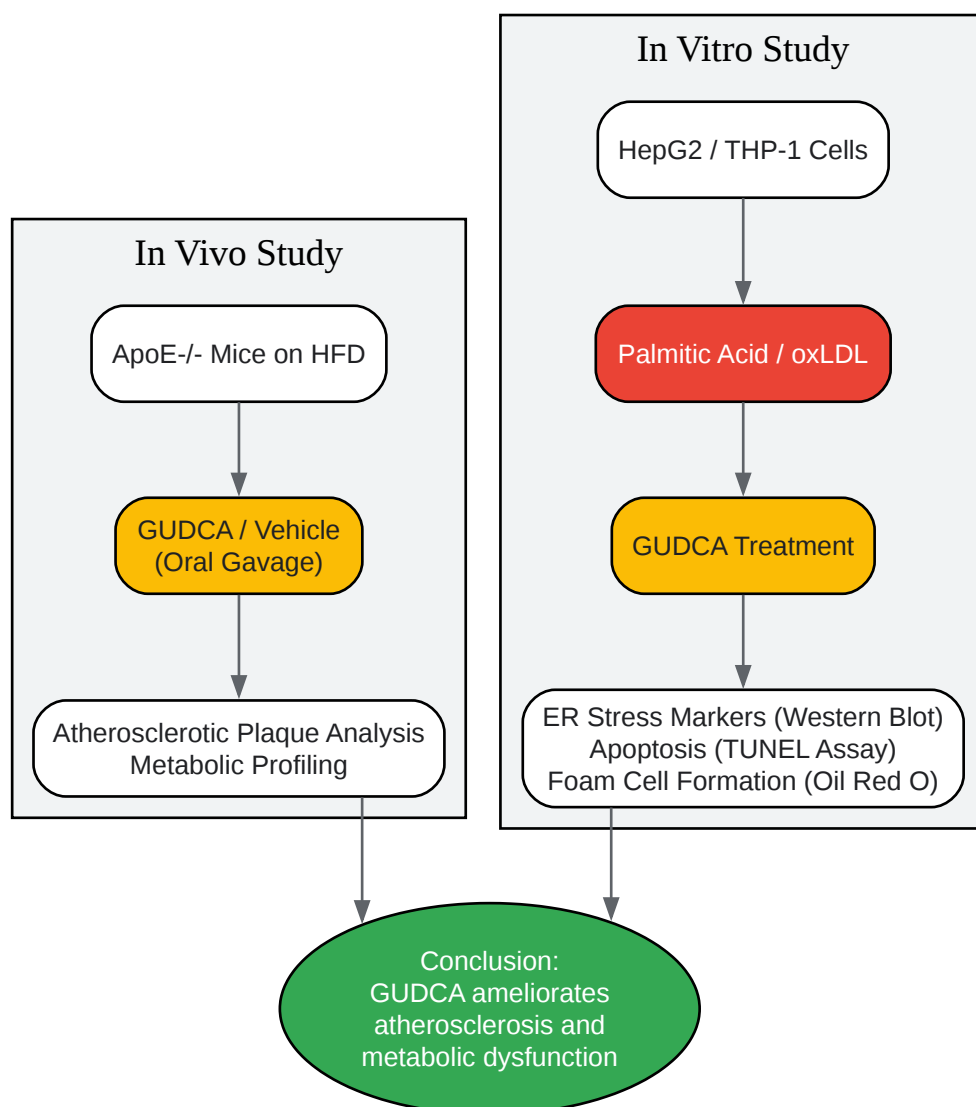 In Vivo Study
ApoE-/- Mice on HFD
GUDCA / Vehicle
(Oral Gavage)
Atherosclerotic Plaque Analysis
Metabolic Profiling
In Vitro Study
HepG2 / THP-1 Cells
Palmitic Acid / oxLDL
GUDCA Treatment
ER Stress Markers (Western Blot)
Apoptosis (TUNEL Assay)
Foam Cell Formation (Oil Red O)
Conclusion:
GUDCA ameliorates
atherosclerosis and
metabolic dysfunction